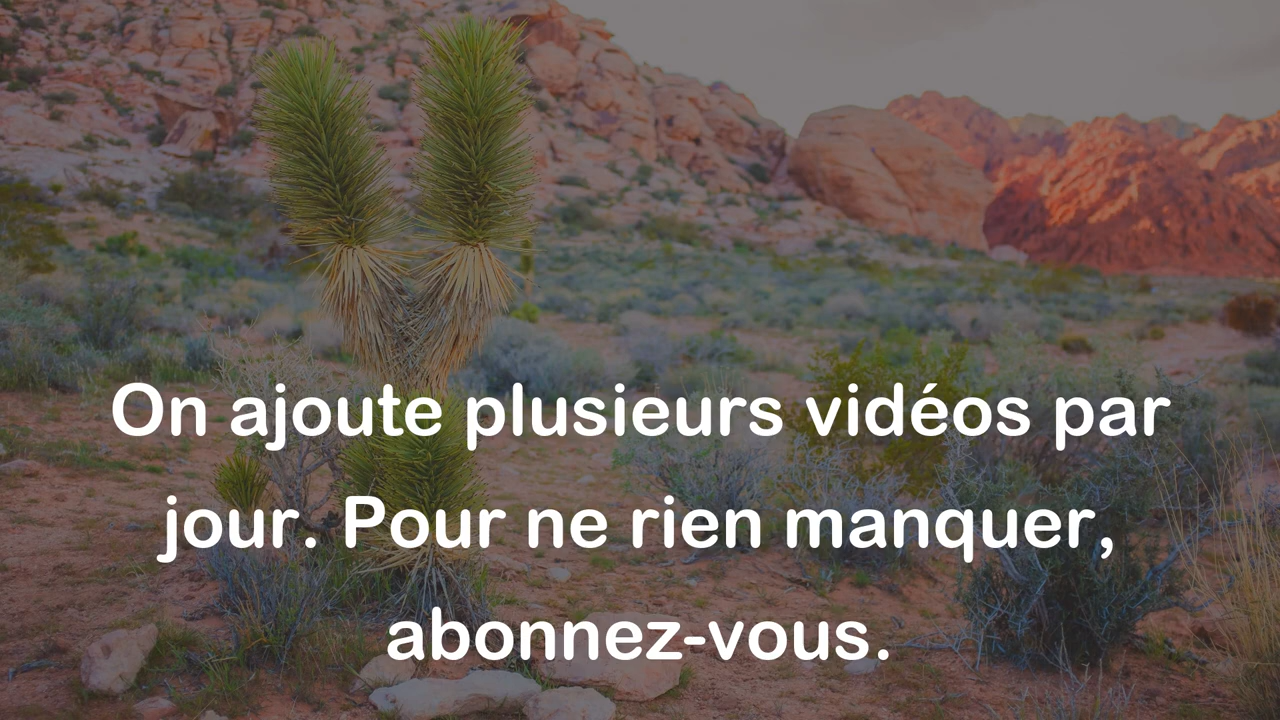 On ajoute plusieurs vidéos par
jour. Pour ne rien manquer,
abonnez-vous.